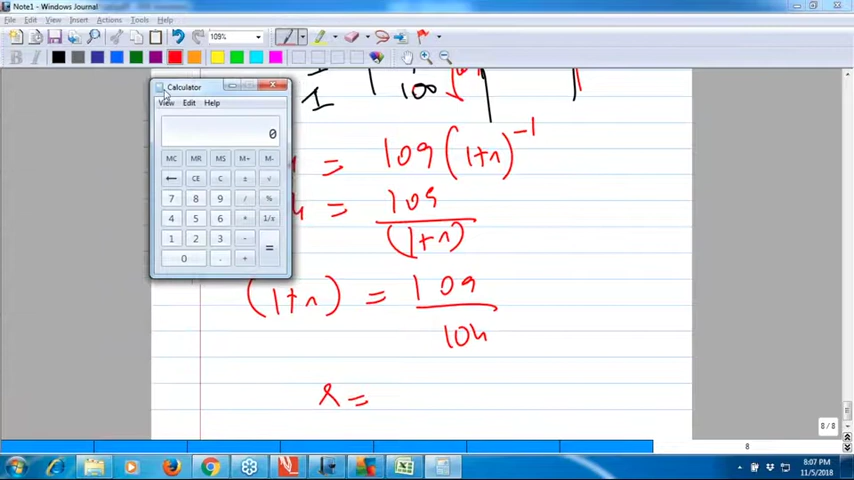 Note1 - Windows Journal
File Edit View Insert Actions Tools Help
109%
B I
100
Calculator
View Edit Help
0
MC MR MS M+ M-
← CE C ± √
7 8 9 / %
4 5 6 * 1/x
1 2 3 - =
0 . +
= 109 (1+r)⁻¹
= 109
(1+r)
(1+r) = 109
104
r =
8 / 8
8
8:07 PM
11/5/2018